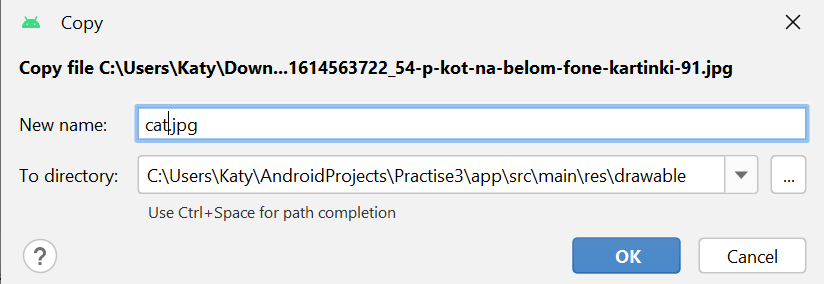 Copy
Copy file C:\Users\Katy\Down...1614563722_54-p-kot-na-belom-fone-kartinki-91.jpg
New name: cat.jpg
To directory: C:\Users\Katy\AndroidProjects\Practise3\app\src\main\res\drawable ...
Use Ctrl+Space for path completion
? OK Cancel